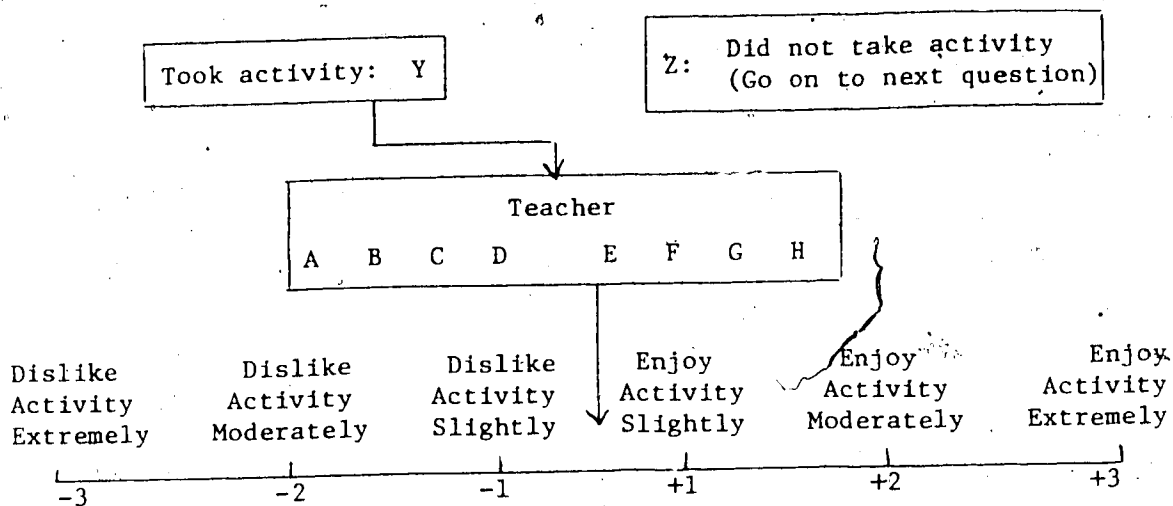 Took activity: Y
Z: Did not take activity
(Go on to next question)
Teacher
A B C D E F G H
Dislike Dislike Dislike Enjoy Enjoy Enjoy
Activity Activity Activity Activity Activity Activity
Extremely Moderately Slightly Slightly Moderately Extremely
-3 -2 -1 +1 +2 +3